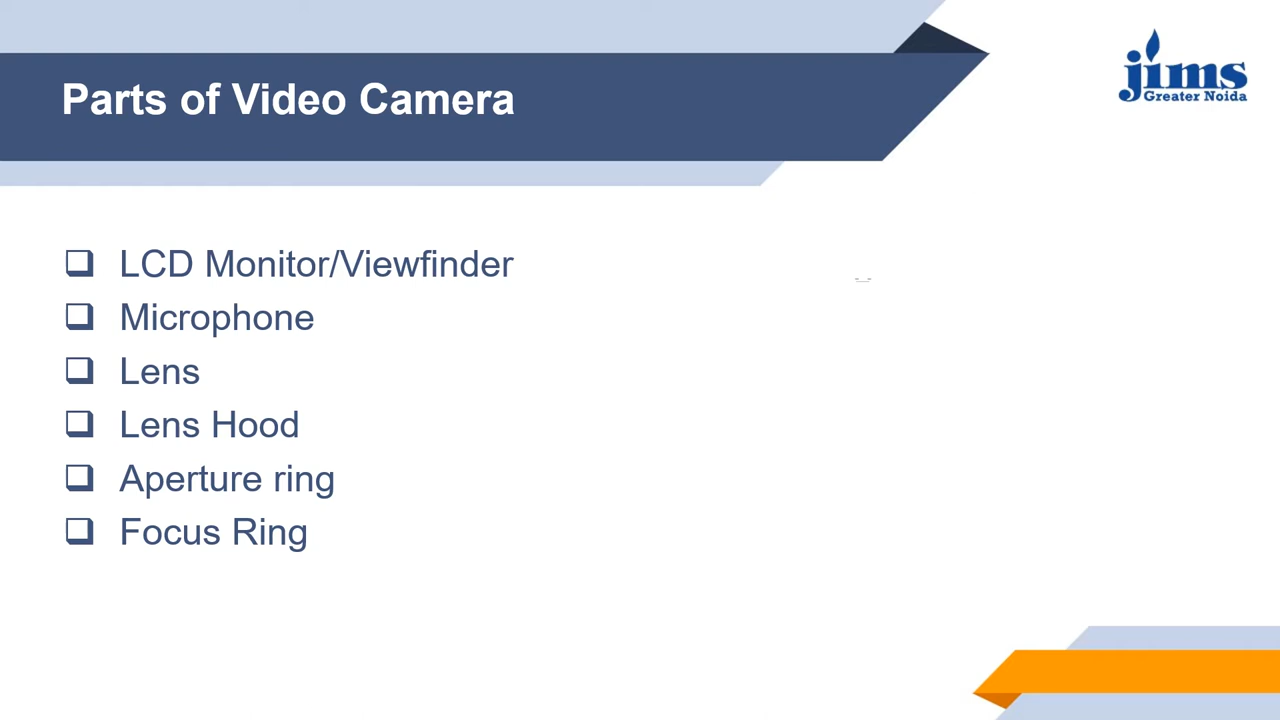 Parts of Video Camera
jims
Greater Noida
LCD Monitor/Viewfinder
Microphone
Lens
Lens Hood
Aperture ring
Focus Ring